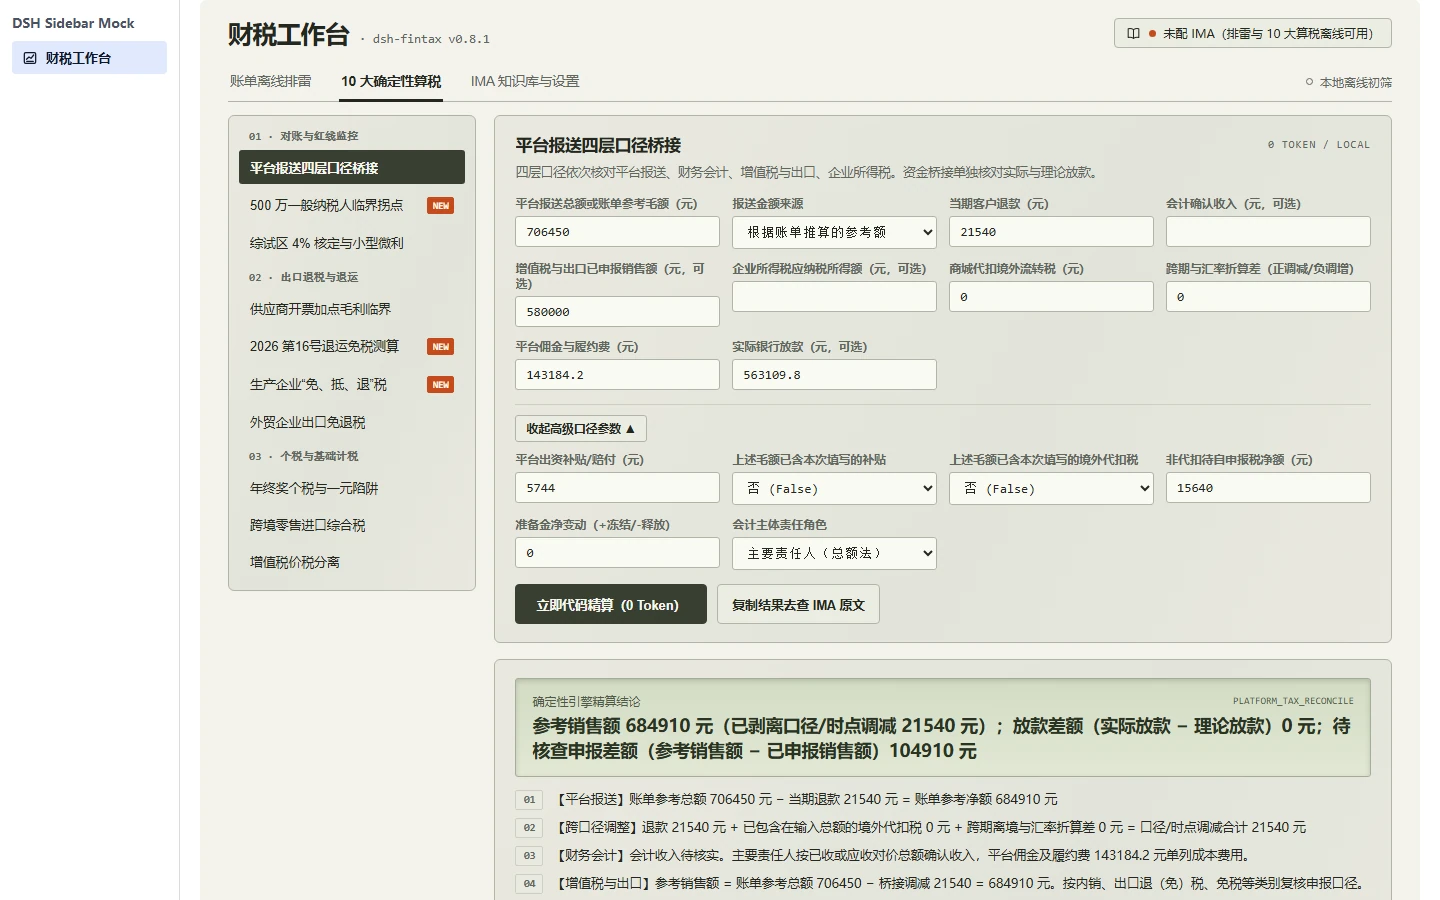 DSH Sidebar Mock
财税工作台
财税工作台 · dsh-fintax v0.8.1
未配 IMA（排雷与 10 大算税离线可用）
账单离线排雷
10 大确定性算税
IMA 知识库与设置
本地离线初筛
01 · 对账与红线监控
平台报送四层口径桥接
500 万一般纳税人临界拐点 NEW
综试区 4% 核定与小型微利
02 · 出口退税与退运
供应商开票加点毛利临界
2026 第16号退运免税测算 NEW
生产企业“免、抵、退”税 NEW
外贸企业出口免退税
03 · 个税与基础计税
年终奖个税与一元陷阱
跨境零售进口综合税
增值税价税分离
平台报送四层口径桥接
0 TOKEN / LOCAL
四层口径依次核对平台报送、财务会计、增值税与出口、企业所得税。资金桥接单独核对实际与理论放款。
平台报送总额或账单参考毛额（元）
706450
报送金额来源
根据账单推算的参考额
当期客户退款（元）
21540
会计确认收入（元，可选）
增值税与出口已申报销售额（元，可
选）
580000
企业所得税应纳税所得额（元，可选）
商城代扣境外流转税（元）
0
跨期与汇率折算差（正调减/负调增）
0
平台佣金与履约费（元）
143184.2
实际银行放款（元，可选）
563109.8
收起高级口径参数 ▲
平台出资补贴/赔付（元）
5744
上述毛额已含本次填写的补贴
否 (False)
上述毛额已含本次填写的境外代扣税
否 (False)
非代扣待自申报税净额（元）
15640
准备金净变动（+冻结/-释放）
0
会计主体责任角色
主要责任人（总额法）
立即代码精算（0 Token）
复制结果去查 IMA 原文
确定性引擎精算结论
PLATFORM_TAX_RECONCILE
参考销售额 684910 元（已剥离口径/时点调减 21540 元）；放款差额（实际放款 − 理论放款）0 元；待
核查申报差额（参考销售额 − 已申报销售额）104910 元
01 【平台报送】账单参考总额 706450 元 − 当期退款 21540 元 = 账单参考净额 684910 元
02 【跨口径调整】退款 21540 元 + 已包含在输入总额的境外代扣税 0 元 + 跨期离境与汇率折算差 0 元 = 口径/时点调减合计 21540 元
03 【财务会计】会计收入待核实。主要责任人按已收或应收对价总额确认收入，平台佣金及履约费 143184.2 元单列成本费用。
04 【增值税与出口】参考销售额 = 账单参考总额 706450 − 桥接调减 21540 = 684910 元。按内销、出口退（免）税、免税等类别复核申报口径。